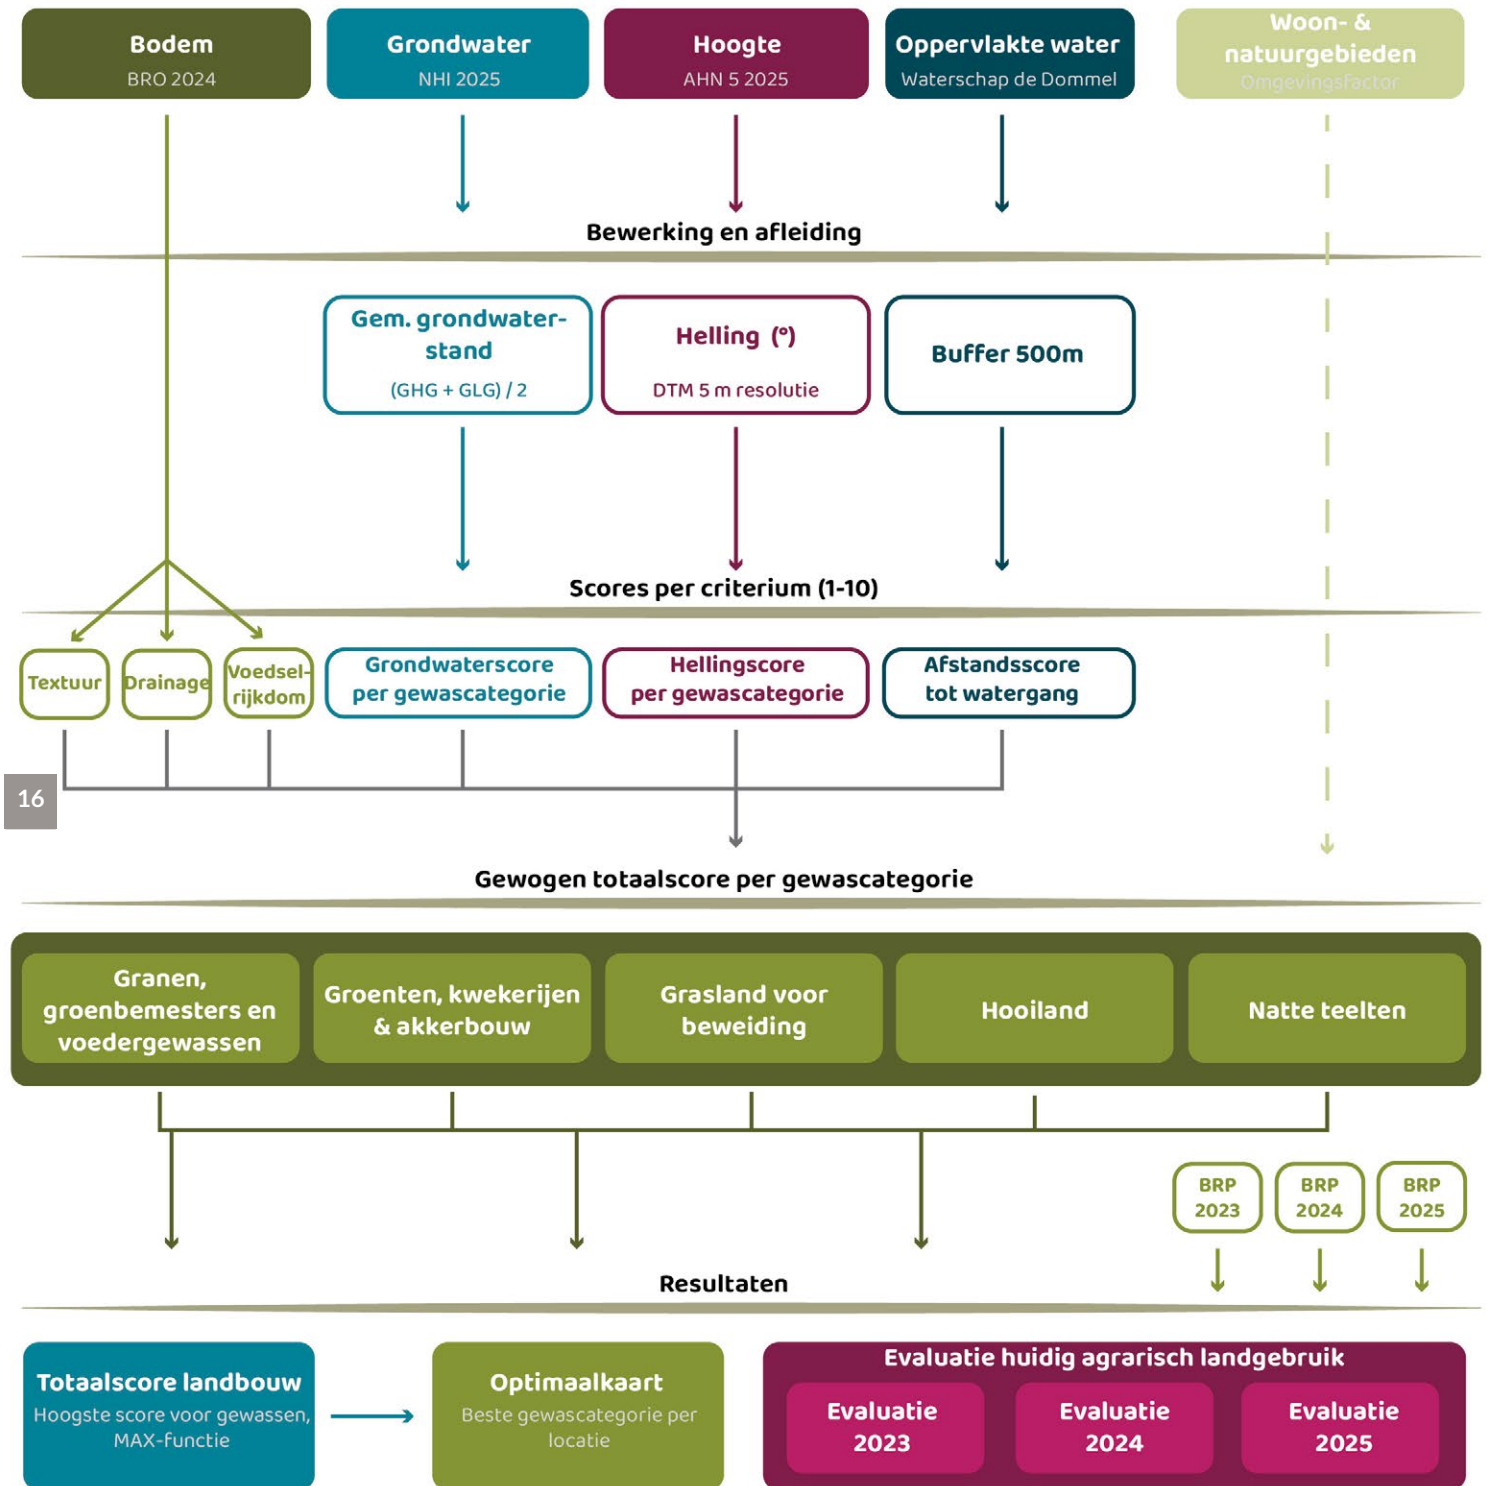 Bodem
BRO 2024
Grondwater
NHI 2025
Hoogte
AHN 5 2025
Oppervlakte water
Waterschap de Dommel
Woon- &
natuurgebieden
Omgevingsfactor
Bewerking en afleiding
Gem. grondwater-
stand
(GHG + GLG) / 2
Helling (°)
DTM 5 m resolutie
Buffer 500m
Scores per criterium (1-10)
Textuur
Drainage
Voedsel-
rijkdom
Grondwaterscore
per gewascategorie
Hellingscore
per gewascategorie
Afstandsscore
tot watergang
16
Gewogen totaalscore per gewascategorie
Granen,
groenbemesters en
voedergewassen
Groenten, kwekerijen
& akkerbouw
Grasland voor
beweiding
Hooiland
Natte teelten
BRP
2023
BRP
2024
BRP
2025
Resultaten
Totaalscore landbouw
Hoogste score voor gewassen,
MAX-functie
Optimaalkaart
Beste gewascategorie per
locatie
Evaluatie huidig agrarisch landgebruik
Evaluatie
2023
Evaluatie
2024
Evaluatie
2025